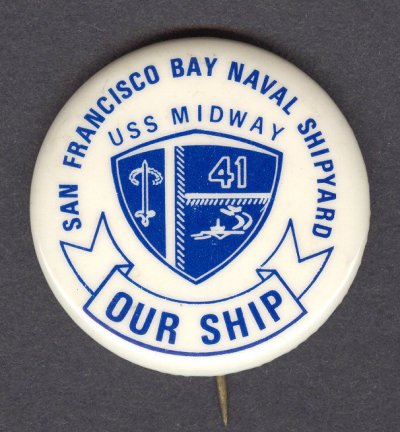 SAN FRANCISCO BAY NAVAL SHIPYARD
USS MIDWAY
41
OUR SHIP